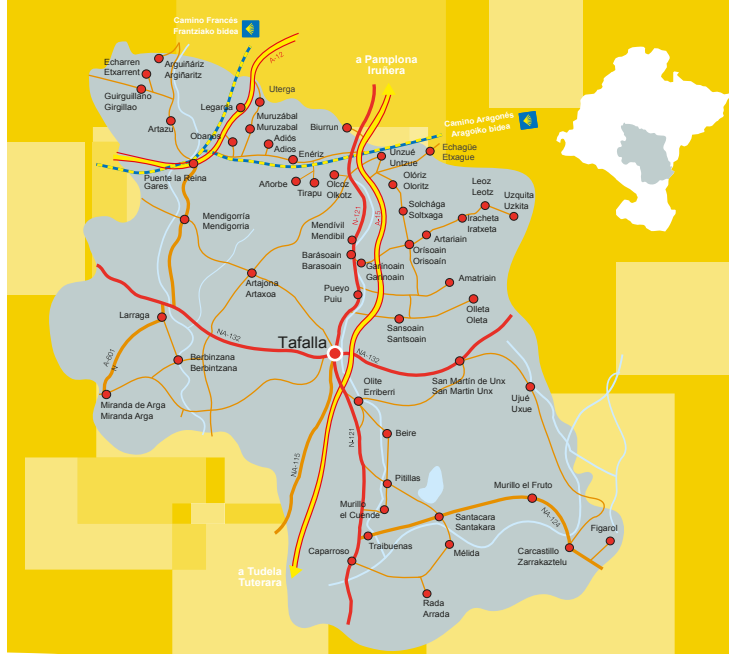 Camino Francés
Frantziako bidea
A-12
a Pamplona
Iruñera
Echarren
Etxarrent
Arguiñáriz
Argiñaritz
Guirguillano
Girgillao
Uterga
Legarda
Artazu
Obanos
Muruzábal
Muruzabal
Adiós
Adios
Biurrun
Camino Aragonés
Aragoiko bidea
Enériz
Unzué
Untzue
Echagüe
Etxague
Puente la Reina
Gares
Añorbe
Tirapu
Olcoz
Olkotz
Olóriz
Oloritz
Leoz
Leotz
Uzquita
Uzkita
Solchága
Soltxaga
Mendigorría
Mendigorria
N-121
A-15
Iracheta
Iratxeta
Mendívil
Mendibil
Artariain
Orísoain
Orisoaín
Barásoain
Barasoain
Garínoain
Garinoain
Artajona
Artaxoa
Pueyo
Puiu
Amatriain
Olleta
Oleta
Larraga
Sansoain
Santsoain
NA-132
Tafalla
NA-132
A-601
N
Berbinzana
Berbintzana
San Martín de Unx
San Martin Unx
Miranda de Arga
Miranda Arga
Olite
Erriberri
Ujué
Uxue
Beire
N-121
NA-115
Pitillas
Murillo el Fruto
Murillo
el Cuende
Santacara
Santakara
NA-124
Figarol
Traibuenas
Caparroso
Mélida
Carcastillo
Zarrakaztelu
a Tudela
Tuterara
Rada
Arrada